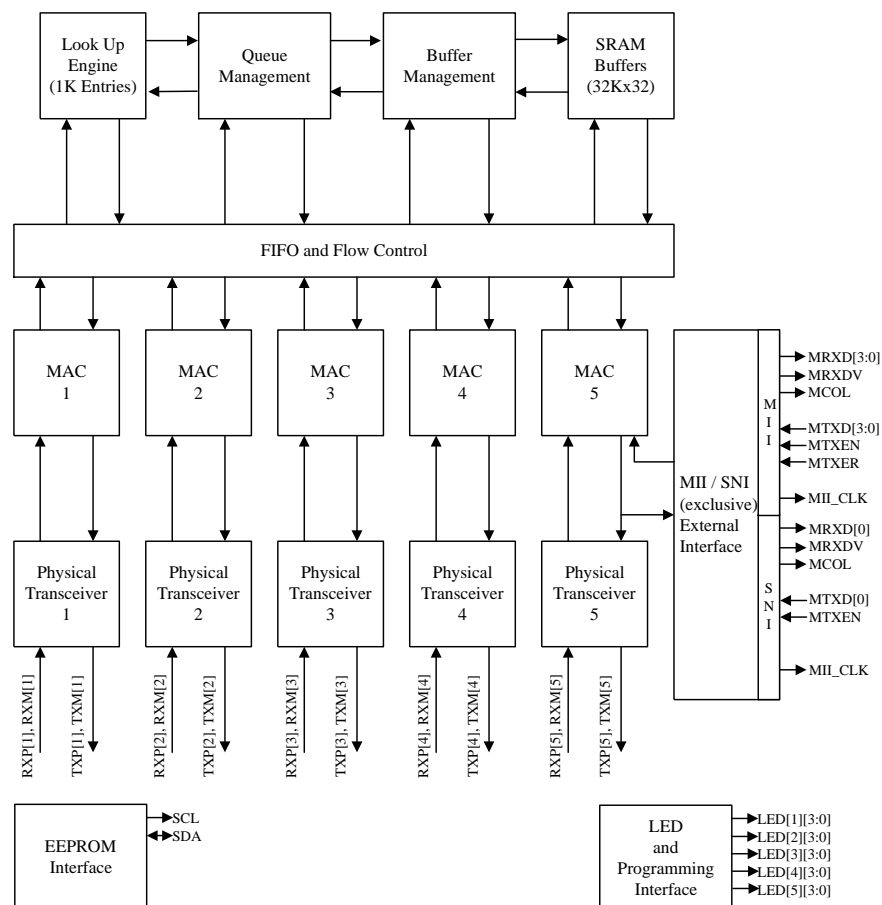 Look Up
Engine
(1K Entries)
Queue
Management
Buffer
Management
SRAM
Buffers
(32Kx32)
FIFO and Flow Control
MAC
1
MAC
2
MAC
3
MAC
4
MAC
5
MII / SNI
(exclusive)
External
Interface
MII
MRXD[3:0]
MRXDV
MCOL
MTXD[3:0]
MTXEN
MTXER
MII_CLK
SNI
MRXD[0]
MRXDV
MCOL
MTXD[0]
MTXEN
MII_CLK
Physical
Transceiver
1
Physical
Transceiver
2
Physical
Transceiver
3
Physical
Transceiver
4
Physical
Transceiver
5
RXP[1], RXM[1]
TXP[1], TXM[1]
RXP[2], RXM[2]
TXP[2], TXM[2]
RXP[3], RXM[3]
TXP[3], TXM[3]
RXP[4], RXM[4]
TXP[4], TXM[4]
RXP[5], RXM[5]
TXP[5], TXM[5]
EEPROM
Interface
SCL
SDA
LED
and
Programming
Interface
LED[1][3:0]
LED[2][3:0]
LED[3][3:0]
LED[4][3:0]
LED[5][3:0]